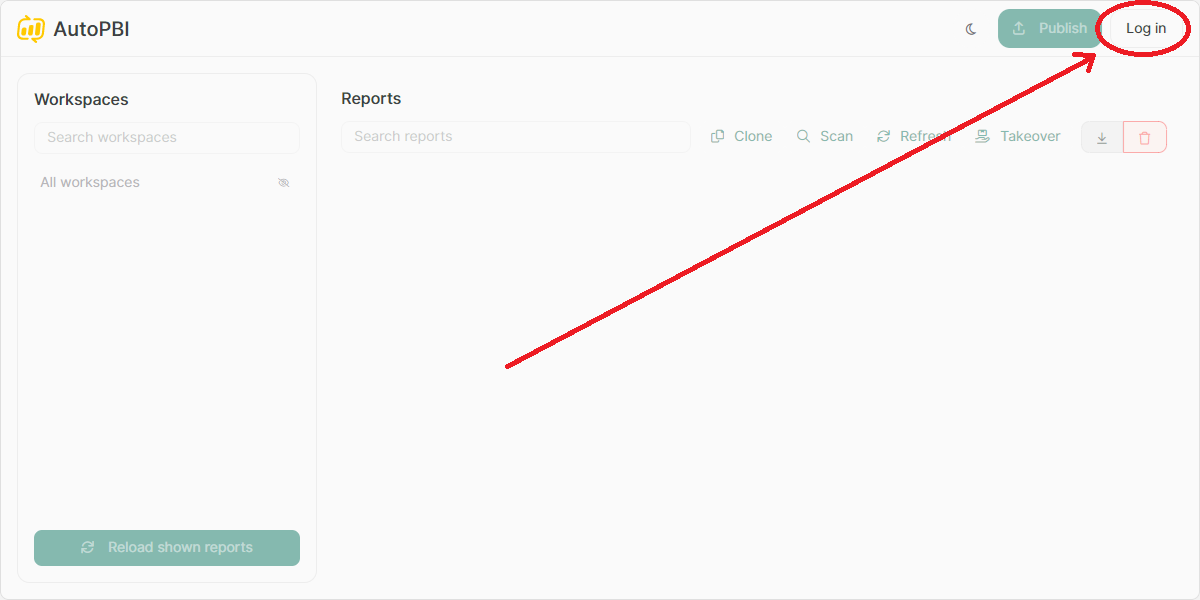 AutoPBI
Publish
Log in
Workspaces
Search workspaces
All workspaces
Reload shown reports
Reports
Search reports
Clone
Scan
Refresh
Takeover